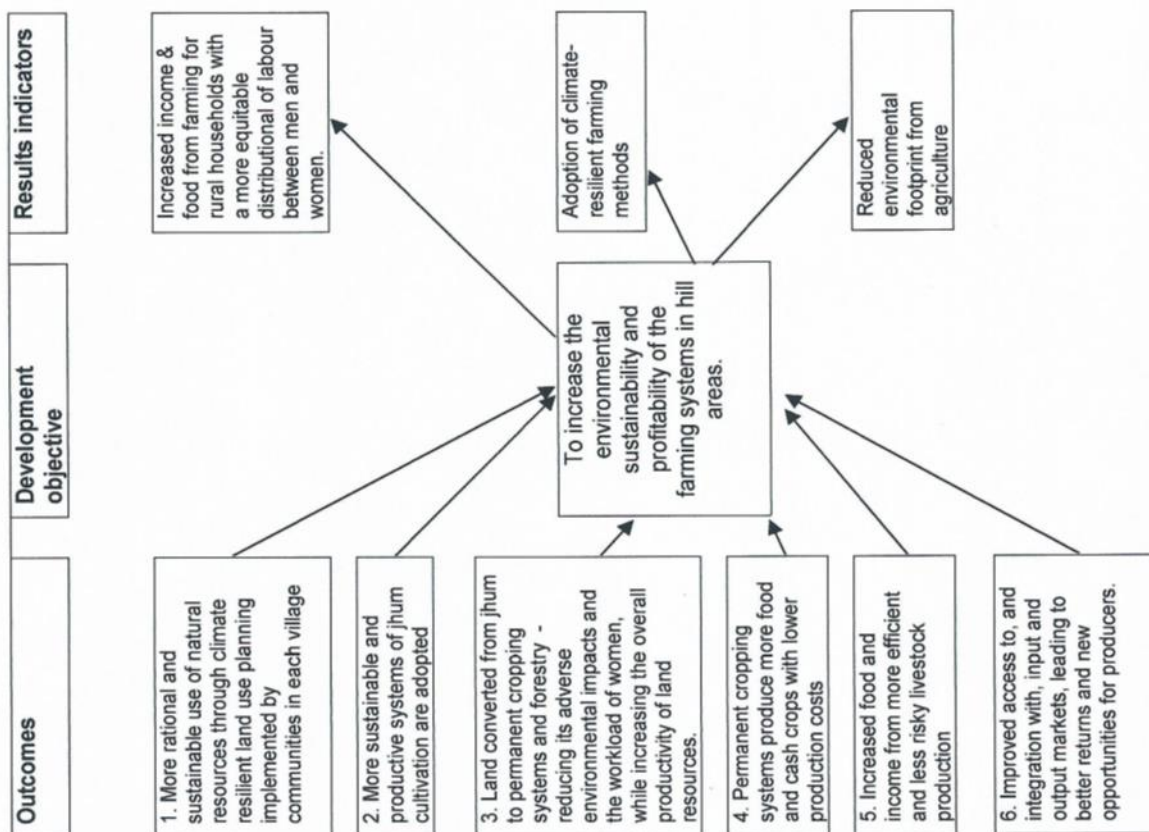 Outcomes
Development
objective
Results indicators
1. More rational and
sustainable use of natural
resources through climate
resilient land use planning
implemented by
communities in each village
2. More sustainable and
productive systems of jhum
cultivation are adopted
3. Land converted from jhum
to permanent cropping
systems and forestry -
reducing its adverse
environmental impacts and
the workload of women,
while increasing the overall
productivity of land
resources.
4. Permanent cropping
systems produce more food
and cash crops with lower
production costs
5. Increased food and
income from more efficient
and less risky livestock
production
6. Improved access to, and
integration with, input and
output markets, leading to
better returns and new
opportunities for producers.
To increase the
environmental
sustainability and
profitability of the
farming systems in hill
areas.
Increased income &
food from farming for
rural households with
a more equitable
distributional of labour
between men and
women.
Adoption of climate-
resilient farming
methods
Reduced
environmental
footprint from
agriculture